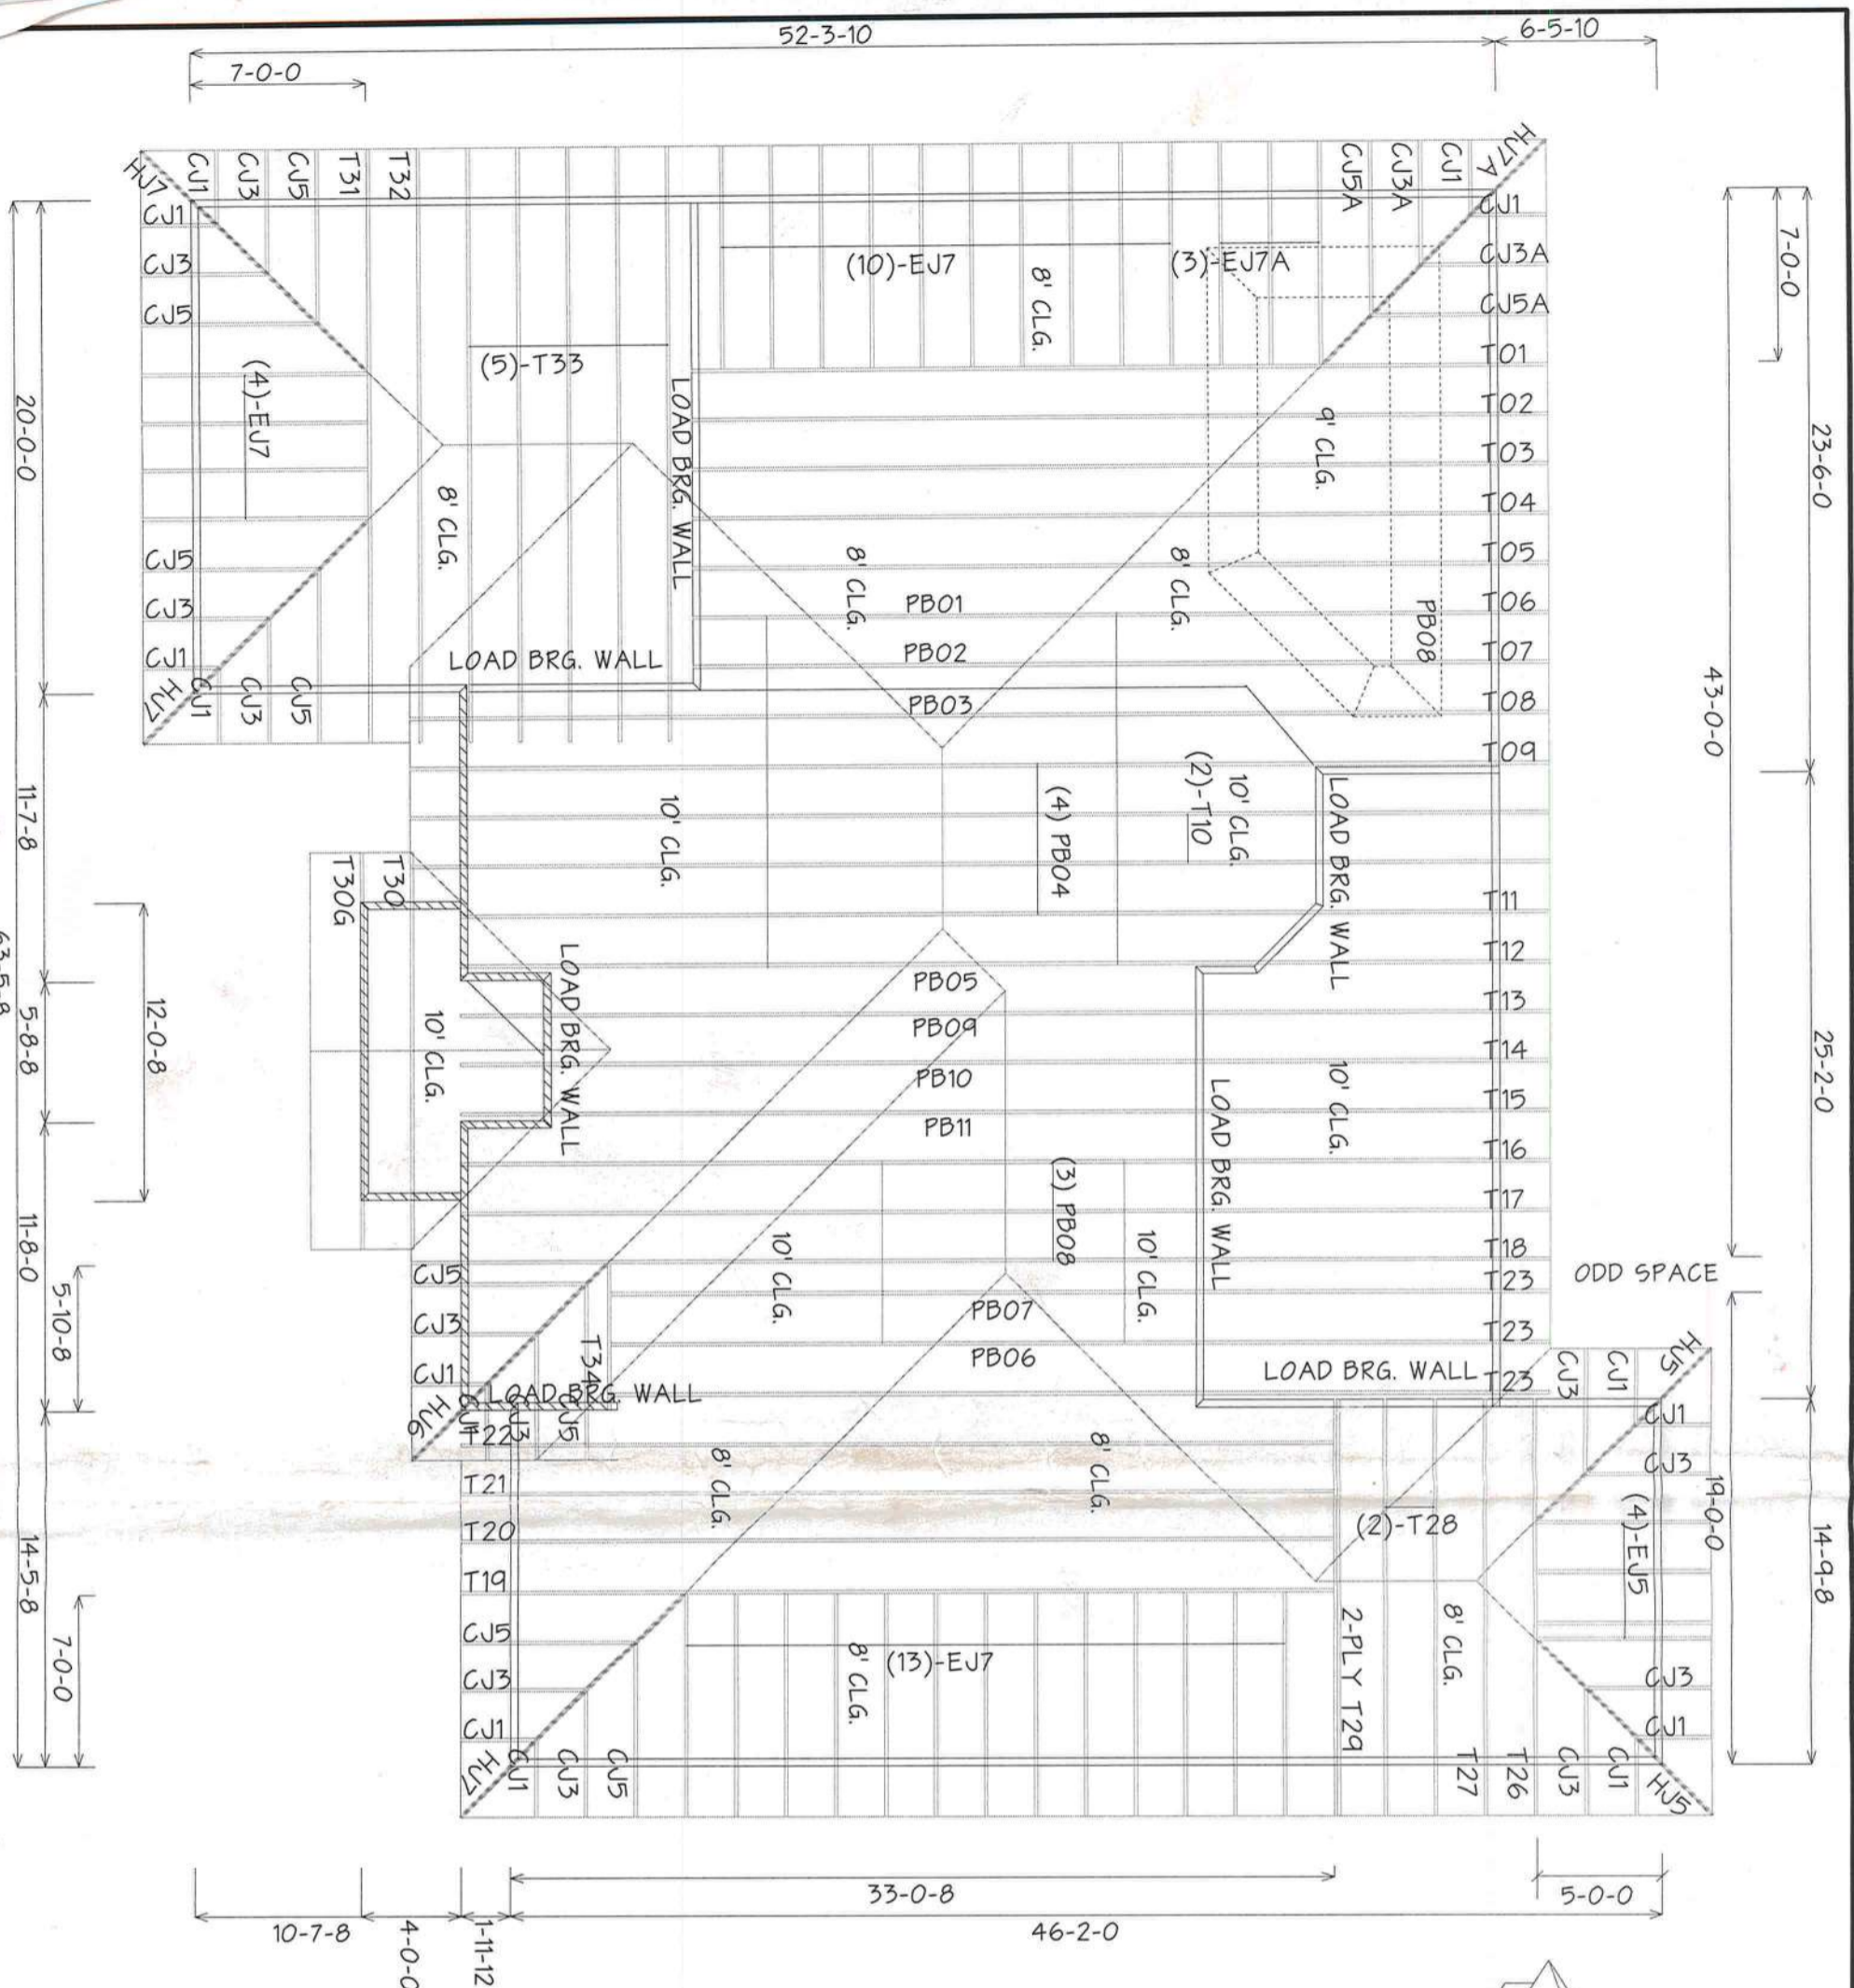 52-3-10
6-5-10
7-0-0
HJ7
CJ1
CJ3
CJ5
T31
T32
CJ5A
CJ3A
CJ1
HJ7A
CJ1
CJ3
CJ5
CJ1
CJ3A
CJ5A
T01
T02
T03
T04
T05
T06
T07
T08
T09
T11
T12
T13
T14
T15
T16
T17
T18
T23
T23
T23
7-0-0
23-6-0
43-0-0
25-2-0
ODD SPACE
19-0-0
14-9-8
(10)-EJ7
(3)-EJ7A
8' CLG.
(5)-T33
(4)-EJ7
LOAD BRG. WALL
9' CLG.
8' CLG.
8' CLG.
8' CLG.
PB01
PB02
PB03
PB08
LOAD BRG. WALL
CJ5
CJ3
CJ1
HJ7
CJ1
CJ3
CJ5
20-0-0
11-7-8
5-8-8
11-8-0
14-5-8
63-5-8
12-0-8
5-10-8
7-0-0
(2)-T10
10' CLG.
(4) PB04
10' CLG.
LOAD BRG. WALL
T30G
T30
10' CLG.
LOAD BRG. WALL
PB05
PB09
PB10
PB11
LOAD BRG. WALL
10' CLG.
(3) PB08
10' CLG.
10' CLG.
PB07
PB06
LOAD BRG. WALL
CJ5
CJ3
CJ1
HJ6
T34
LOAD BRG. WALL
CJ1
CJ3
CJ5
T22
T21
T20
T19
CJ5
CJ3
CJ1
HJ7
CJ1
CJ3
CJ5
8' CLG.
8' CLG.
(2)-T28
(13)-EJ7
8' CLG.
2-PLY T29
8' CLG.
T27
T26
CJ3
CJ1
HJ5
CJ3
CJ1
HJ5
CJ1
CJ3
(4)-EJ5
CJ3
CJ1
33-0-8
5-0-0
46-2-0
10-7-8
4-0-0
1-11-12